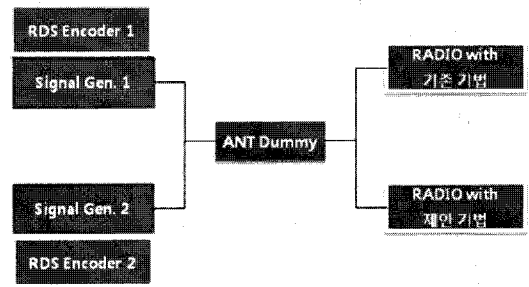 RDS Encoder 1
Signal Gen. 1
ANT Dummy
RADIO with
기존 기법
RADIO with
제안 기법
Signal Gen. 2
RDS Encoder 2